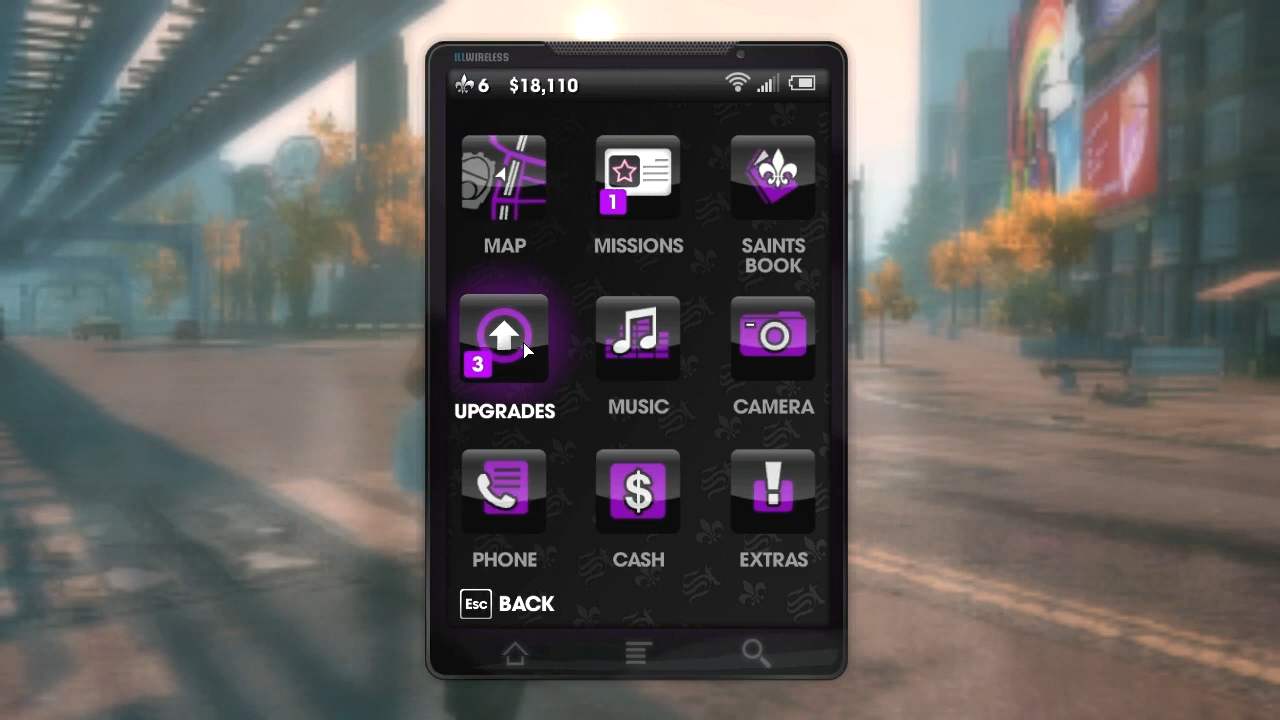 ILLWIRELESS
6 $18,110
1
MAP
MISSIONS
SAINTS
BOOK
3
UPGRADES
MUSIC
CAMERA
PHONE
CASH
EXTRAS
Esc BACK